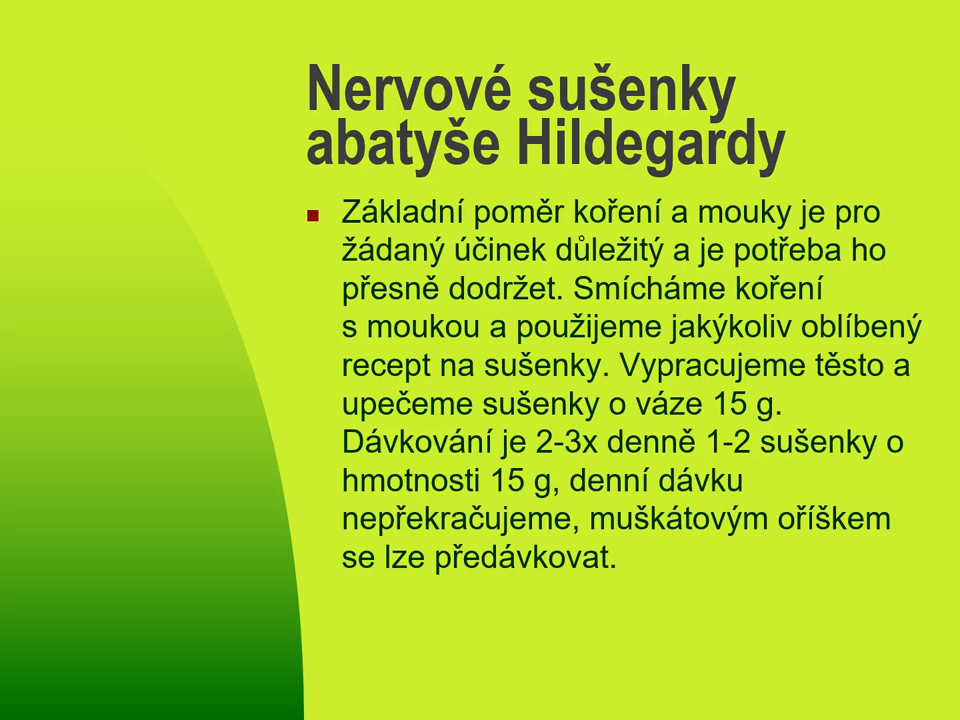 Nervové sušenky
abatyše Hildegardy
Základní poměr koření a mouky je pro
žádaný účinek důležitý a je potřeba ho
přesně dodržet. Smícháme koření
s moukou a použijeme jakýkoliv oblíbený
recept na sušenky. Vypracujeme těsto a
upečeme sušenky o váze 15 g.
Dávkování je 2-3x denně 1-2 sušenky o
hmotnosti 15 g, denní dávku
nepřekračujeme, muškátovým oříškem
se lze předávkovat.